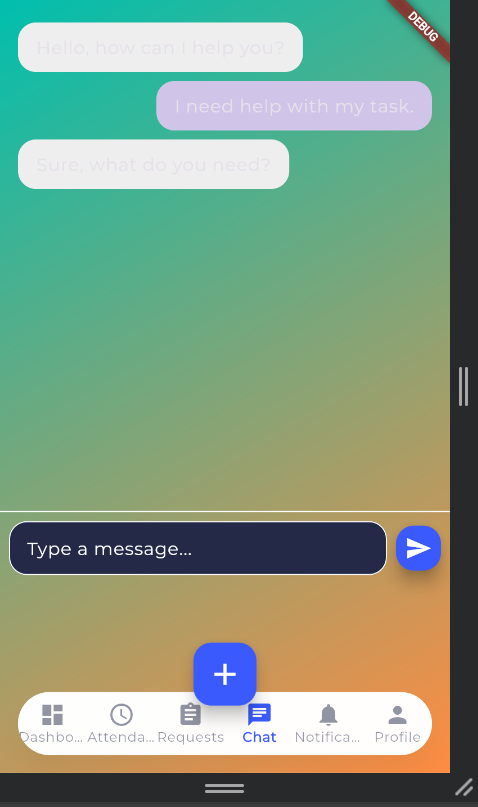 DEBUG
Hello, how can I help you?
I need help with my task.
Sure, what do you need?
Type a message...
Dashbo... Attenda... Requests Chat Notifica... Profile